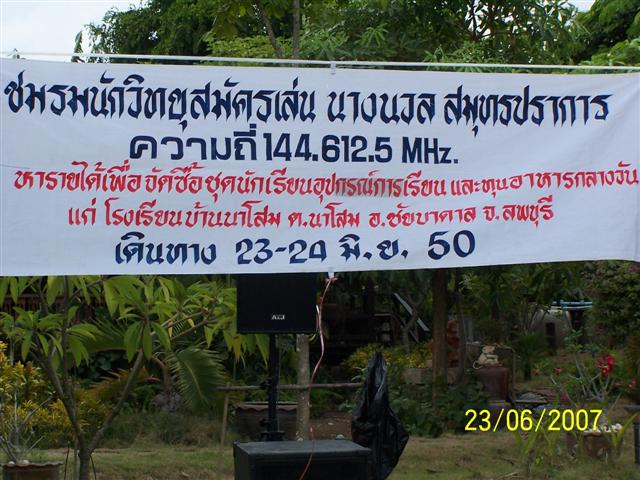 ชมรมนักวิทยุสมัครเล่น นางนวล สมุทรปราการ
ความถี่ 144.612.5 MHz.
หารายได้เพื่อ จัดซื้อ ชุดนักเรียนอุปกรณ์การเรียน และทุนอาหารกลางวัน
แก่ โรงเรียนบ้านนาโสม ต.นาโสม อ.ชัยบาดาล จ.ลพบุรี
เดินทาง 23-24 มิ.ย. 50
23/06/2007